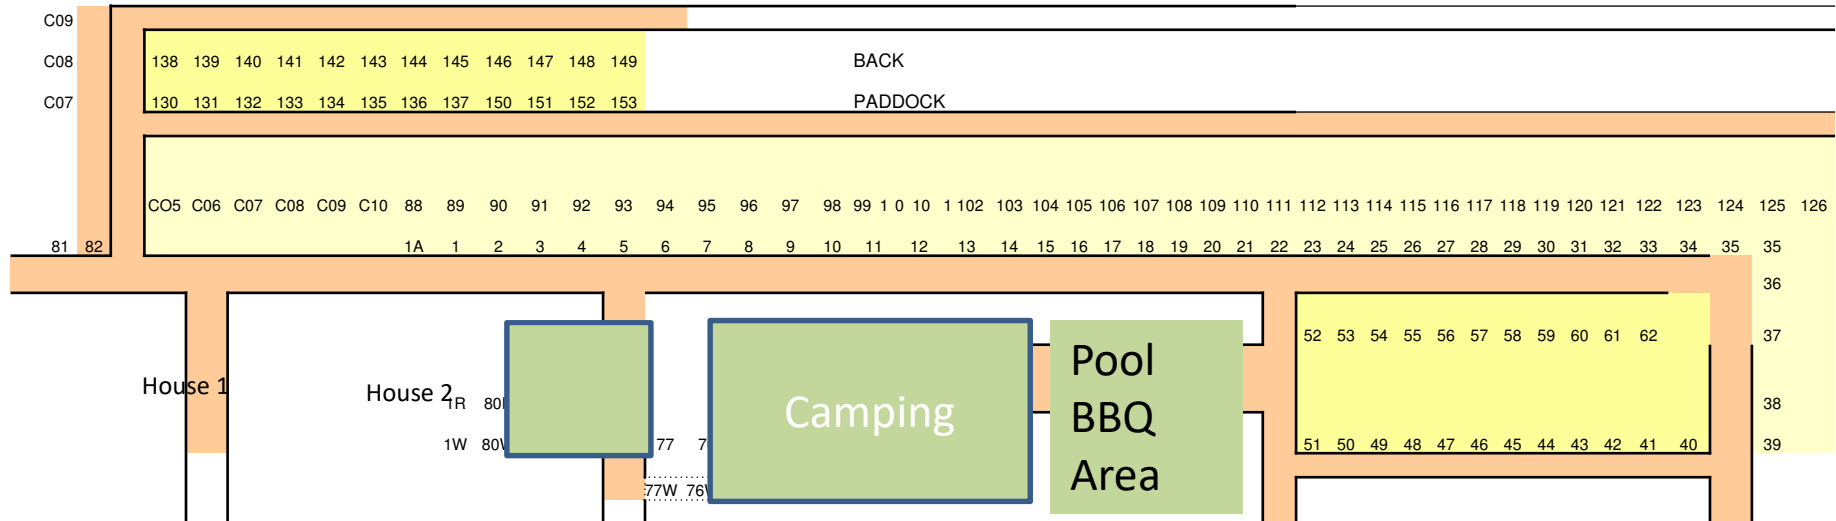 C09
C08 138 139 140 141 142 143 144 145 146 147 148 149 BACK
C07 130 131 132 133 134 135 136 137 150 151 152 153 PADDOCK
CO5 C06 C07 C08 C09 C10 88 89 90 91 92 93 94 95 96 97 98 99 1 0 10 1 102 103 104 105 106 107 108 109 110 111 112 113 114 115 116 117 118 119 120 121 122 123 124 125 126
81 82 1A 1 2 3 4 5 6 7 8 9 10 11 12 13 14 15 16 17 18 19 20 21 22 23 24 25 26 27 28 29 30 31 32 33 34 35 35
36
52 53 54 55 56 57 58 59 60 61 62 37
House 1
House 2
1R 80 38
1W 80 77 51 50 49 48 47 46 45 44 43 42 41 40 39
77W 76
Camping
Pool
BBQ
Area